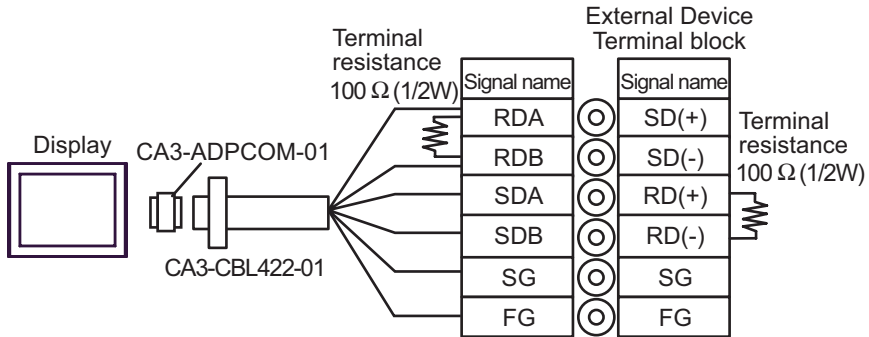 External Device
Terminal block
Terminal
resistance
100 Ω (1/2W)
Signal name
Signal name
RDA
SD(+)
RDB
SD(-)
SDA
RD(+)
SDB
RD(-)
SG
SG
FG
FG
Terminal
resistance
100 Ω (1/2W)
Display
CA3-ADPCOM-01
CA3-CBL422-01